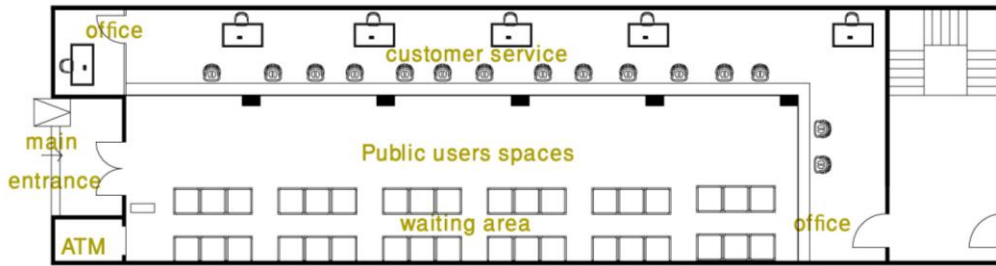 office
customer service
main
entrance
Public users spaces
waiting area
office
ATM